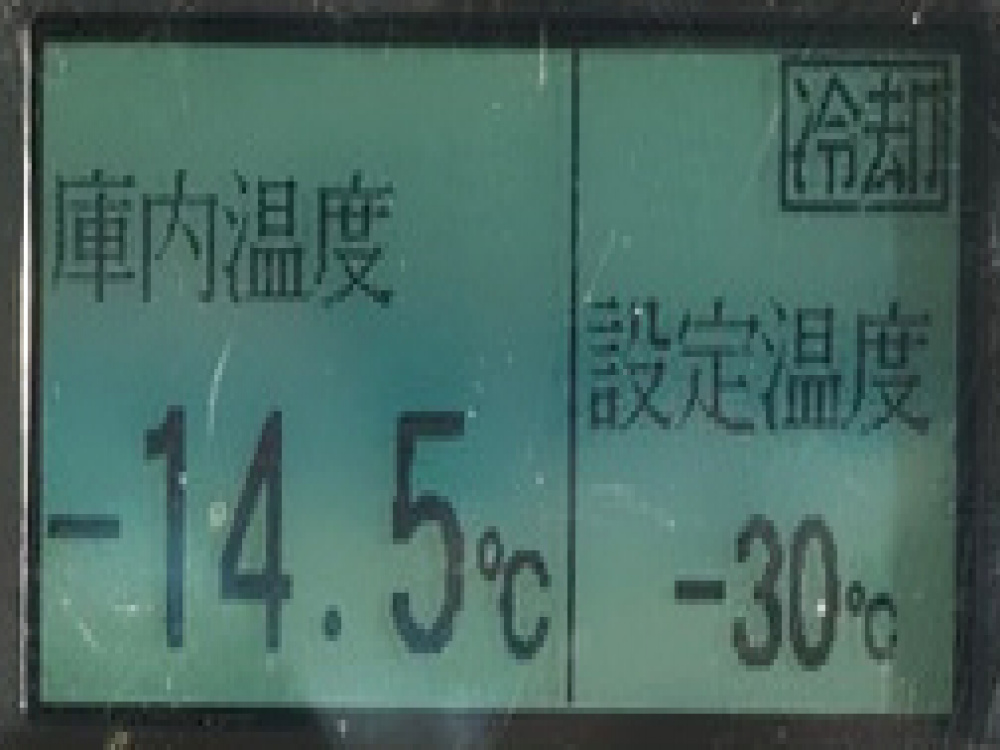 庫内温度
-14.5℃
冷却
設定温度
-30℃